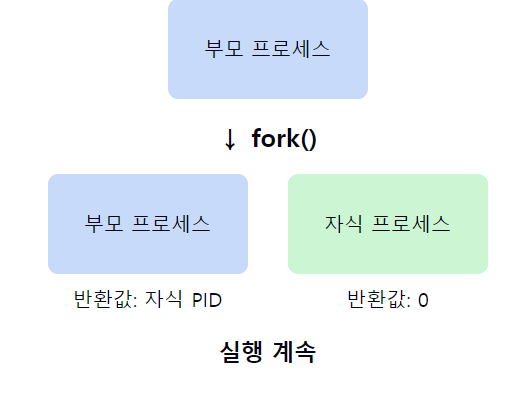 부모 프로세스
↓ fork()
부모 프로세스
자식 프로세스
반환값: 자식 PID
반환값: 0
실행 계속